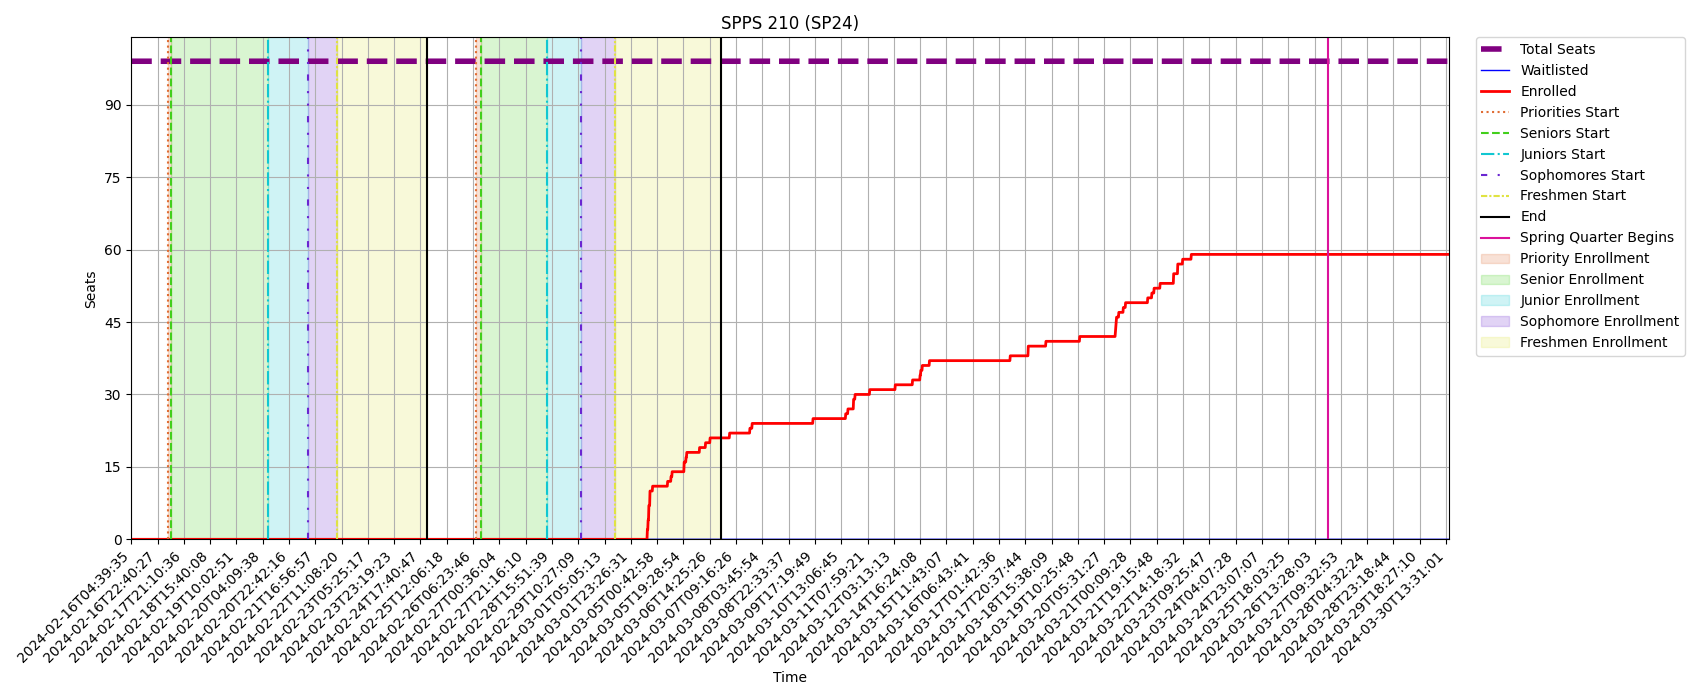 SPPS 210 (SP24)
Seats
90
75
60
45
30
15
0
2024-02-16T04:39:35
2024-02-16T22:40:27
2024-02-17T21:10:36
2024-02-18T15:40:08
2024-02-19T10:02:51
2024-02-20T04:09:38
2024-02-20T22:42:16
2024-02-21T16:56:57
2024-02-22T11:08:20
2024-02-23T05:25:17
2024-02-23T23:19:23
2024-02-24T17:40:47
2024-02-25T12:06:18
2024-02-26T06:23:46
2024-02-27T00:36:04
2024-02-27T21:16:10
2024-02-28T15:51:39
2024-02-29T10:27:09
2024-03-01T05:05:13
2024-03-01T23:26:31
2024-03-05T00:42:58
2024-03-05T19:28:54
2024-03-06T14:25:26
2024-03-07T09:16:26
2024-03-08T03:45:54
2024-03-08T22:33:37
2024-03-09T17:19:49
2024-03-10T13:06:45
2024-03-11T07:59:21
2024-03-12T03:13:13
2024-03-14T16:24:08
2024-03-15T11:43:07
2024-03-16T06:43:41
2024-03-17T01:42:36
2024-03-17T20:37:44
2024-03-18T15:38:09
2024-03-19T10:25:48
2024-03-20T05:31:27
2024-03-21T00:09:28
2024-03-21T19:15:48
2024-03-22T14:18:32
2024-03-23T09:25:47
2024-03-24T04:07:28
2024-03-24T23:07:07
2024-03-25T18:03:25
2024-03-26T13:28:03
2024-03-27T09:32:53
2024-03-28T04:32:24
2024-03-28T23:18:44
2024-03-29T18:27:10
2024-03-30T13:31:01
Time
Total Seats
Waitlisted
Enrolled
Priorities Start
Seniors Start
Juniors Start
Sophomores Start
Freshmen Start
End
Spring Quarter Begins
Priority Enrollment
Senior Enrollment
Junior Enrollment
Sophomore Enrollment
Freshmen Enrollment